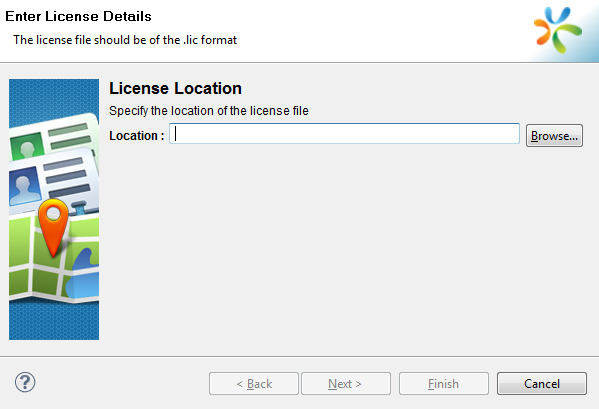 Enter License Details
The license file should be of the .lic format
License Location
Specify the location of the license file
Location :
Browse...
?
< Back
Next >
Finish
Cancel